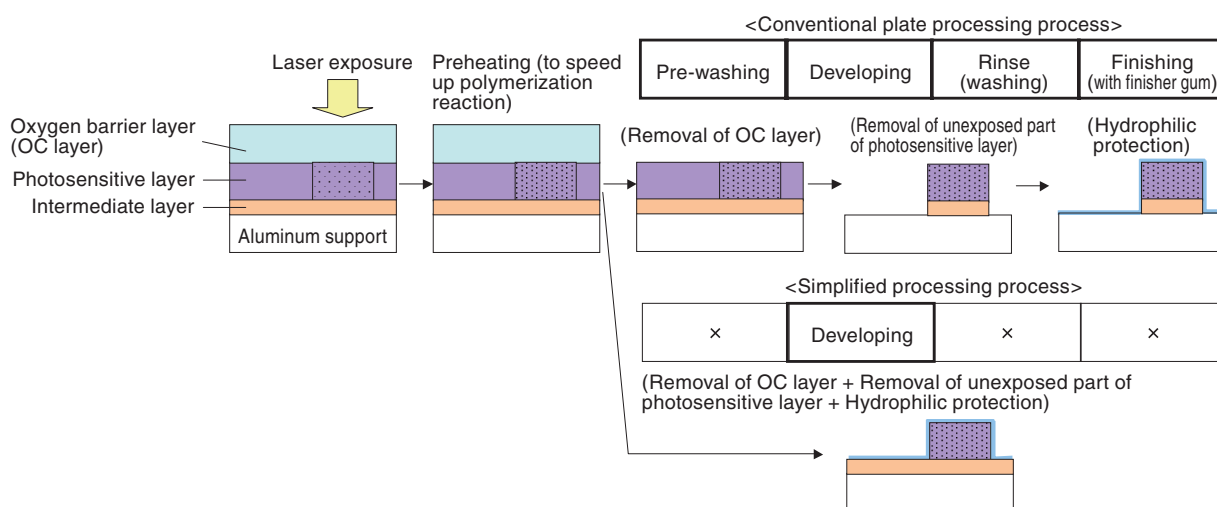 <Conventional plate processing process>
Pre-washing
Developing
Rinse
(washing)
Finishing
(with finisher gum)
Laser exposure
Preheating (to speed
up polymerization
reaction)
Oxygen barrier layer
(OC layer)
Photosensitive layer
Intermediate layer
Aluminum support
(Removal of OC layer)
(Removal of unexposed part
of photosensitive layer)
(Hydrophilic
protection)
<Simplified processing process>
×
Developing
×
×
(Removal of OC layer + Removal of unexposed part of
photosensitive layer + Hydrophilic protection)